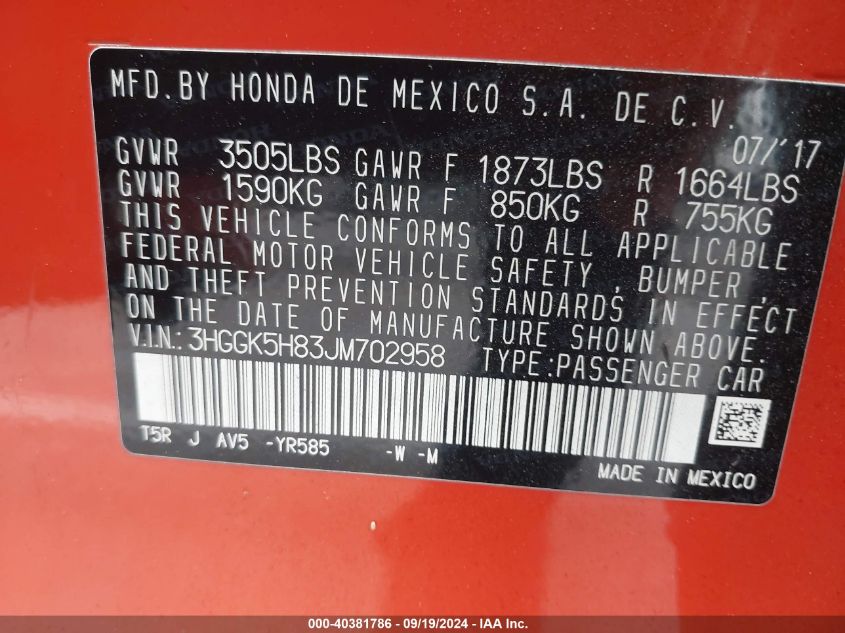 MFD. BY HONDA DE MEXICO S.A. DE C.V.
07/'17
GVWR 3505LBS GAWR F 1873LBS R 1664LBS
GVWR 1590KG GAWR F 850KG R 755KG
THIS VEHICLE CONFORMS TO ALL APPLICABLE
FEDERAL MOTOR VEHICLE SAFETY, BUMPER,
AND THEFT PREVENTION STANDARDS IN EFFECT
ON THE DATE OF MANUFACTURE SHOWN ABOVE.
V.I.N.: 3HGGK5H83JM702958 TYPE: PASSENGER CAR
T5R J AV5 -YR585 -W -M
MADE IN MEXICO
000-40381786 - 09/19/2024 - IAA Inc.